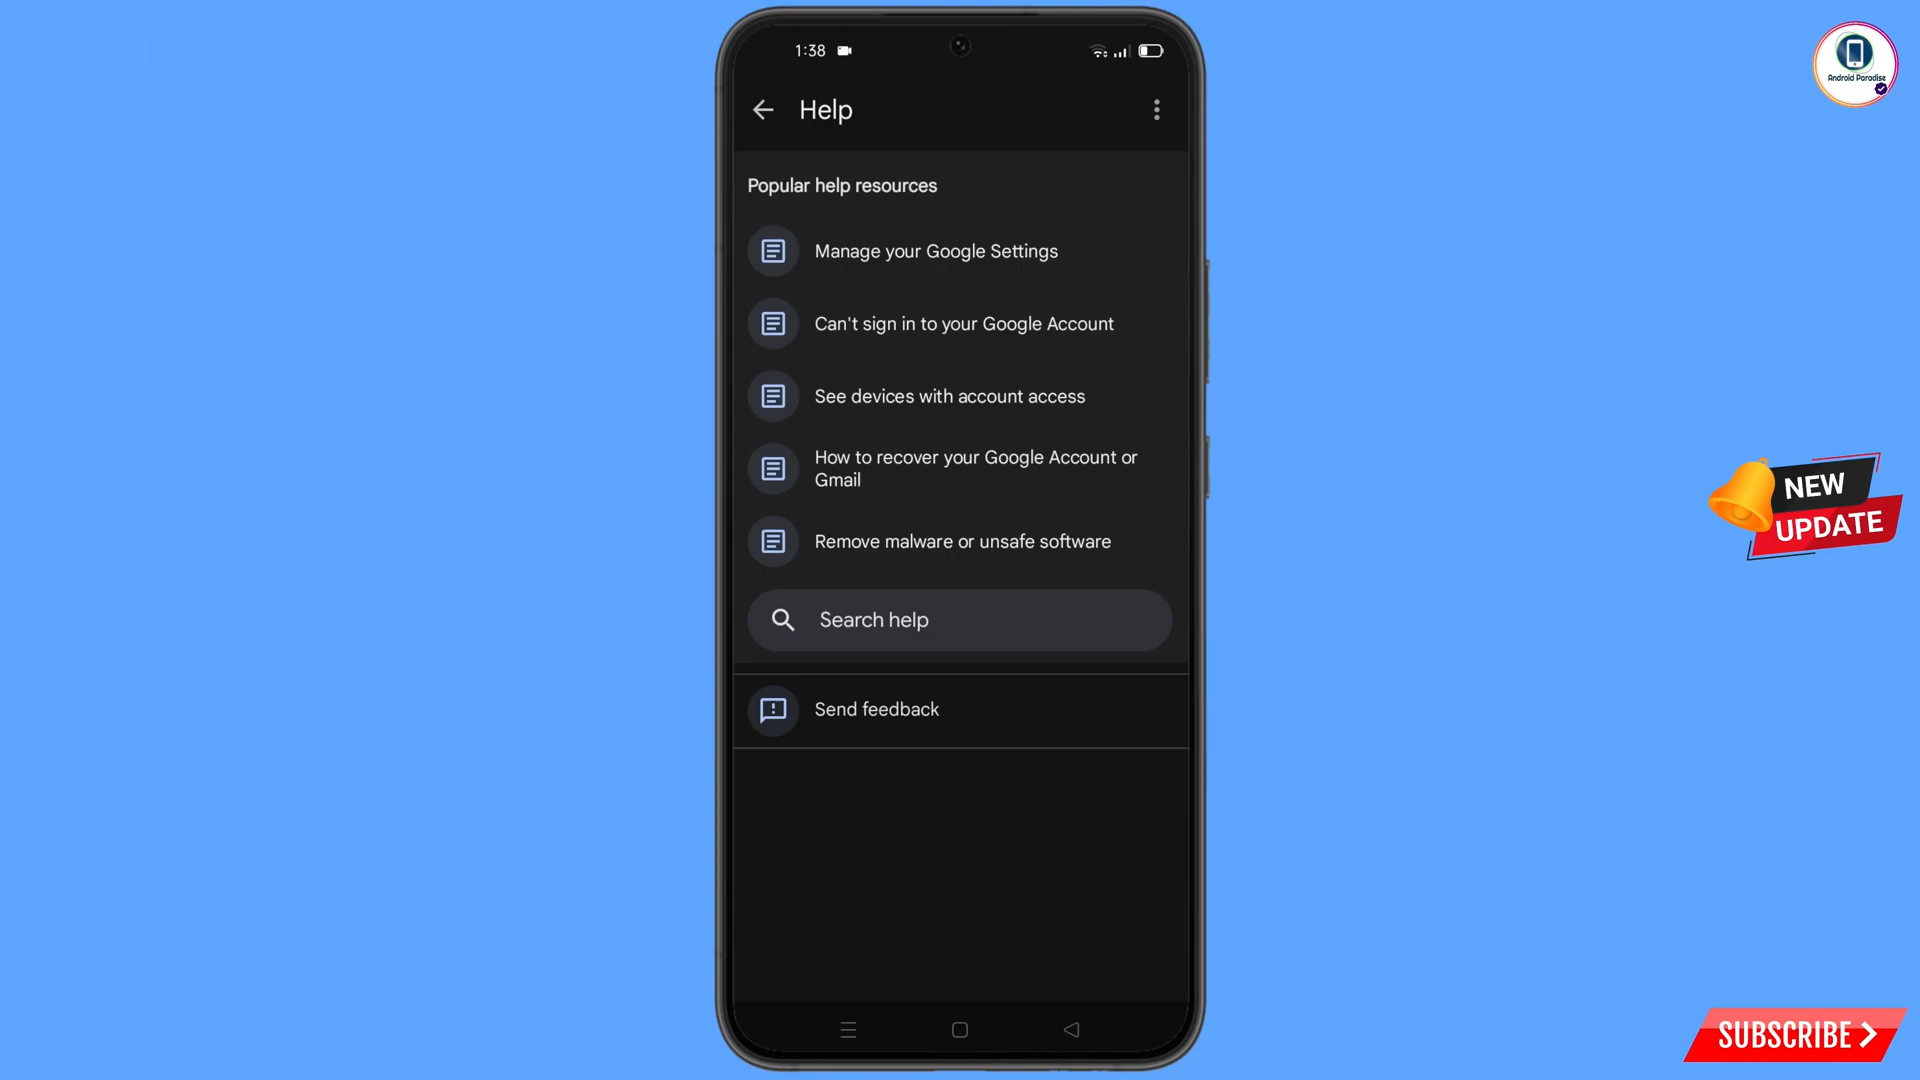 1:38
Android Paradise
Help
Popular help resources
Manage your Google Settings
Can't sign in to your Google Account
See devices with account access
How to recover your Google Account or
Gmail
Remove malware or unsafe software
Search help
Send feedback
NEW
UPDATE
SUBSCRIBE